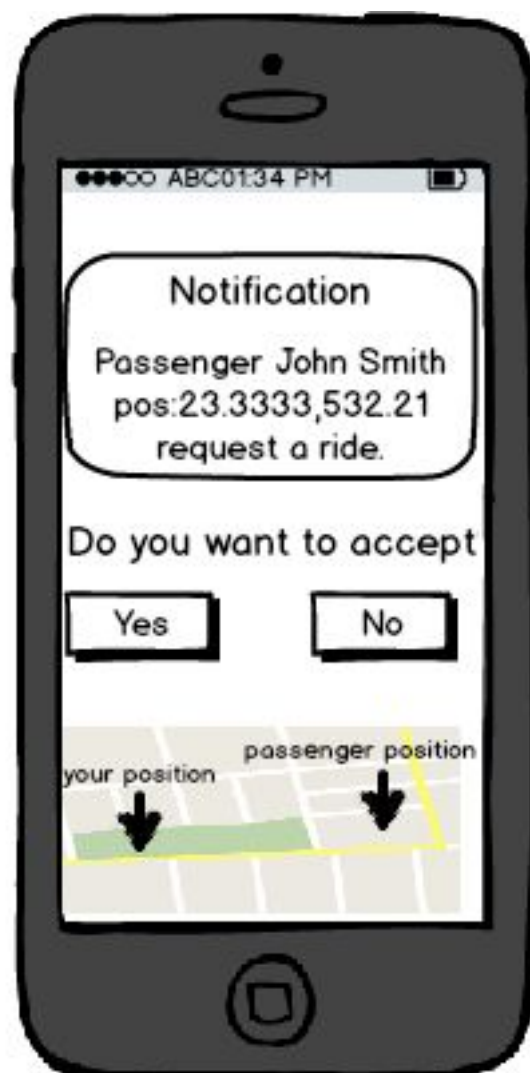 ABC01:34 PM
Notification
Passenger John Smith
pos:23.3333,532.21
request a ride.
Do you want to accept
Yes No
passenger position
your position